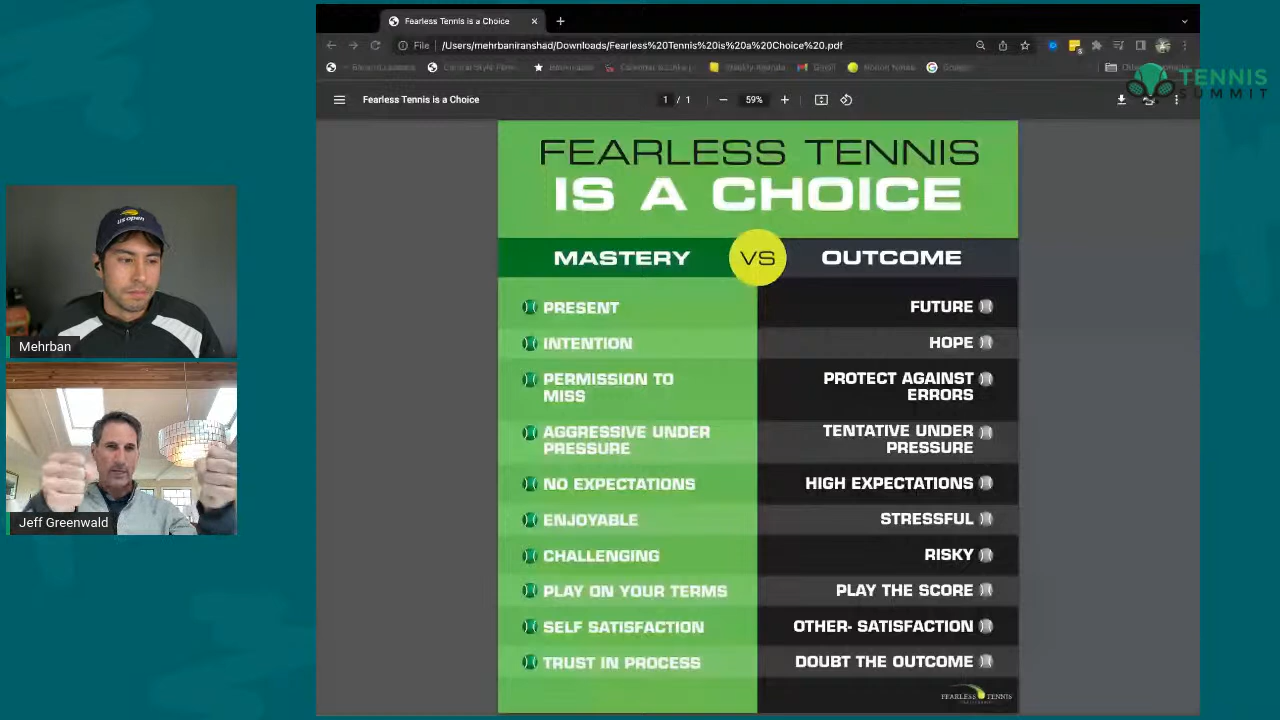 Fearless Tennis is a Choice
File
/Users/mehrbaniranshad/Downloads/Fearless%20Tennis%20is%20a%20Choice%20.pdf
TENNIS
SUMMIT
Fearless Tennis is a Choice
1 / 1
59%
FEARLESS TENNIS
IS A CHOICE
MASTERY VS OUTCOME
PRESENT
FUTURE
INTENTION
HOPE
PERMISSION TO
MISS
PROTECT AGAINST
ERRORS
AGGRESSIVE UNDER
PRESSURE
TENTATIVE UNDER
PRESSURE
NO EXPECTATIONS
HIGH EXPECTATIONS
ENJOYABLE
STRESSFUL
CHALLENGING
RISKY
PLAY ON YOUR TERMS
PLAY THE SCORE
SELF SATISFACTION
OTHER- SATISFACTION
TRUST IN PROCESS
DOUBT THE OUTCOME
FEARLESS TENNIS
us open
Mehrban
Jeff Greenwald